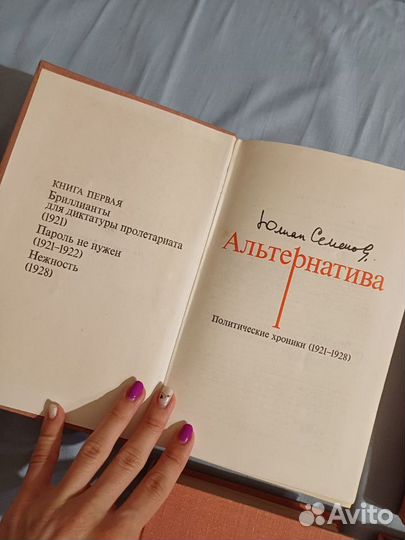 КНИГА ПЕРВАЯ
Бриллианты
для диктатуры пролетариата
(1921)
Пароль не нужен
(1921–1922)
Нежность
(1928)
Юлиан Семенов
Альтернатива
Политические хроники (1921–1928)
Avito